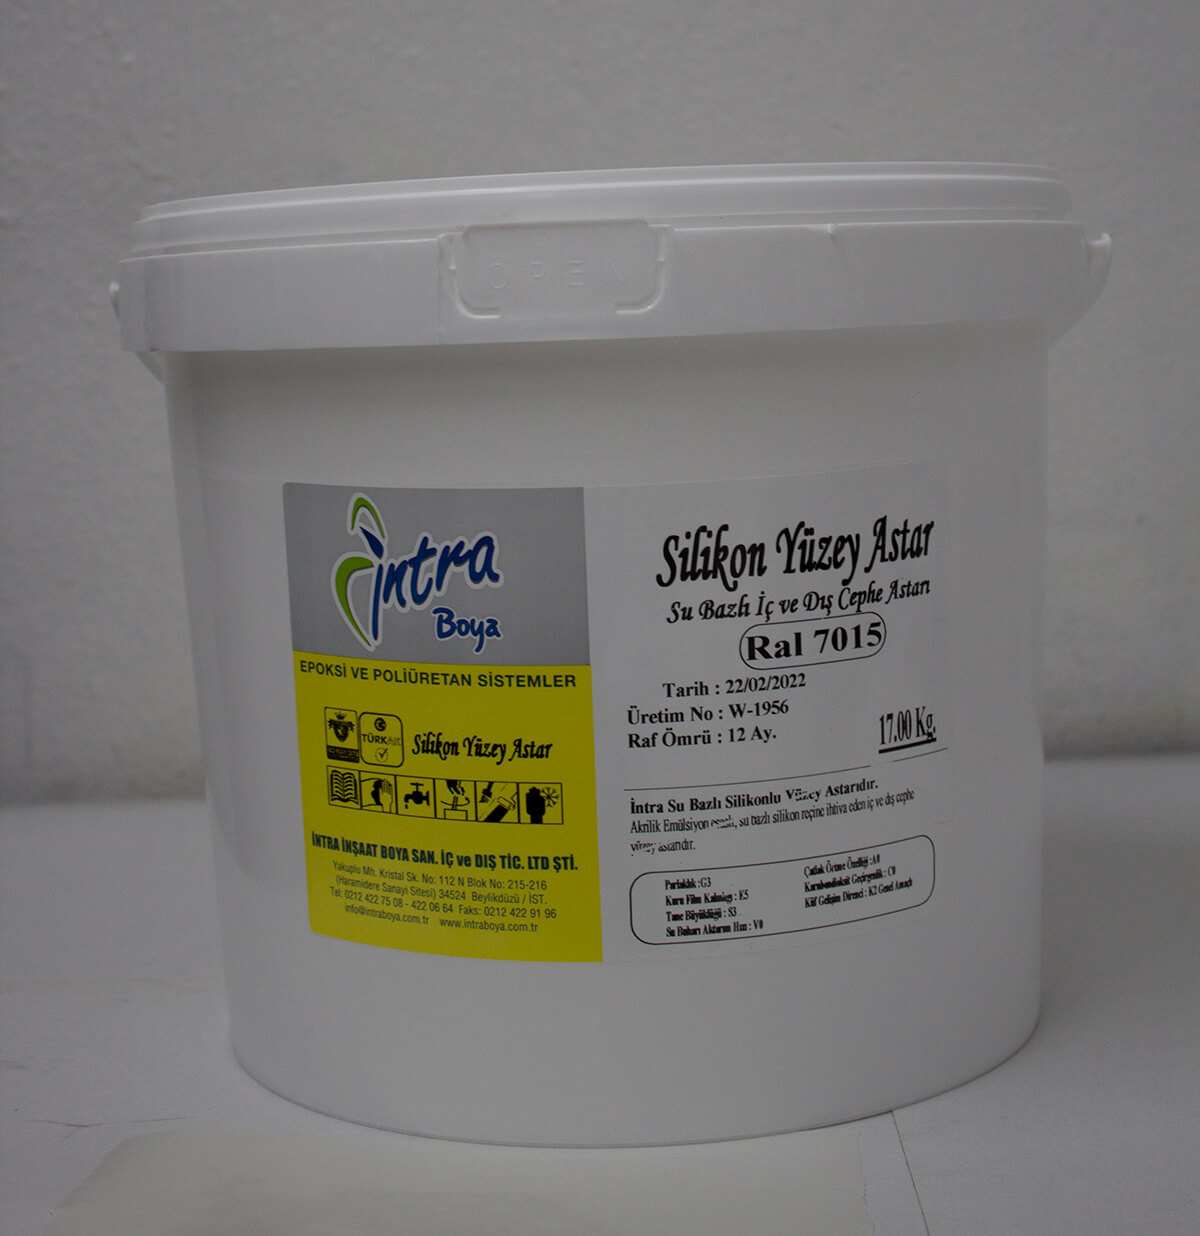 OPEN
intra
Boya
EPOKSİ VE POLİÜRETAN SİSTEMLER
TÜRKAK
Silikon Yüzey Astar
İNTRA İNŞAAT BOYA SAN. İÇ ve DIŞ TİC. LTD ŞTİ.
Yakuplu Mh. Kristal Sk. No: 112 N Blok No: 215-216
(Haramidere Sanayi Sitesi) 34524 Beylikdüzü / İST.
Tel: 0212 422 75 08 - 422 06 64 Faks: 0212 422 91 96
info@intraboya.com.tr www.intraboya.com.tr
Silikon Yüzey Astar
Su Bazlı İç ve Dış Cephe Astarı
Ral 7015
Tarih : 22/02/2022
Üretim No : W-1956
Raf Ömrü : 12 Ay.
17.00 Kg.
İntra Su Bazlı Silikonlu Yüzey Astarıdır.
Akrilik Emülsiyon esaslı, su bazlı silikon reçine ihtiva eden iç ve dış cephe
yüzey astarıdır.
Parlaklık : G3
Kuru Film Kalınlıgı : E5
Tane Büyüklüğü : S3
Su Buharı Aktarım Hızı : V0
Çatlak Örtme Özelliği : A0
Karbondioksit Geçirgenlik : C0
Küf Gelişim Direnci : K2 Genel Amaçlı